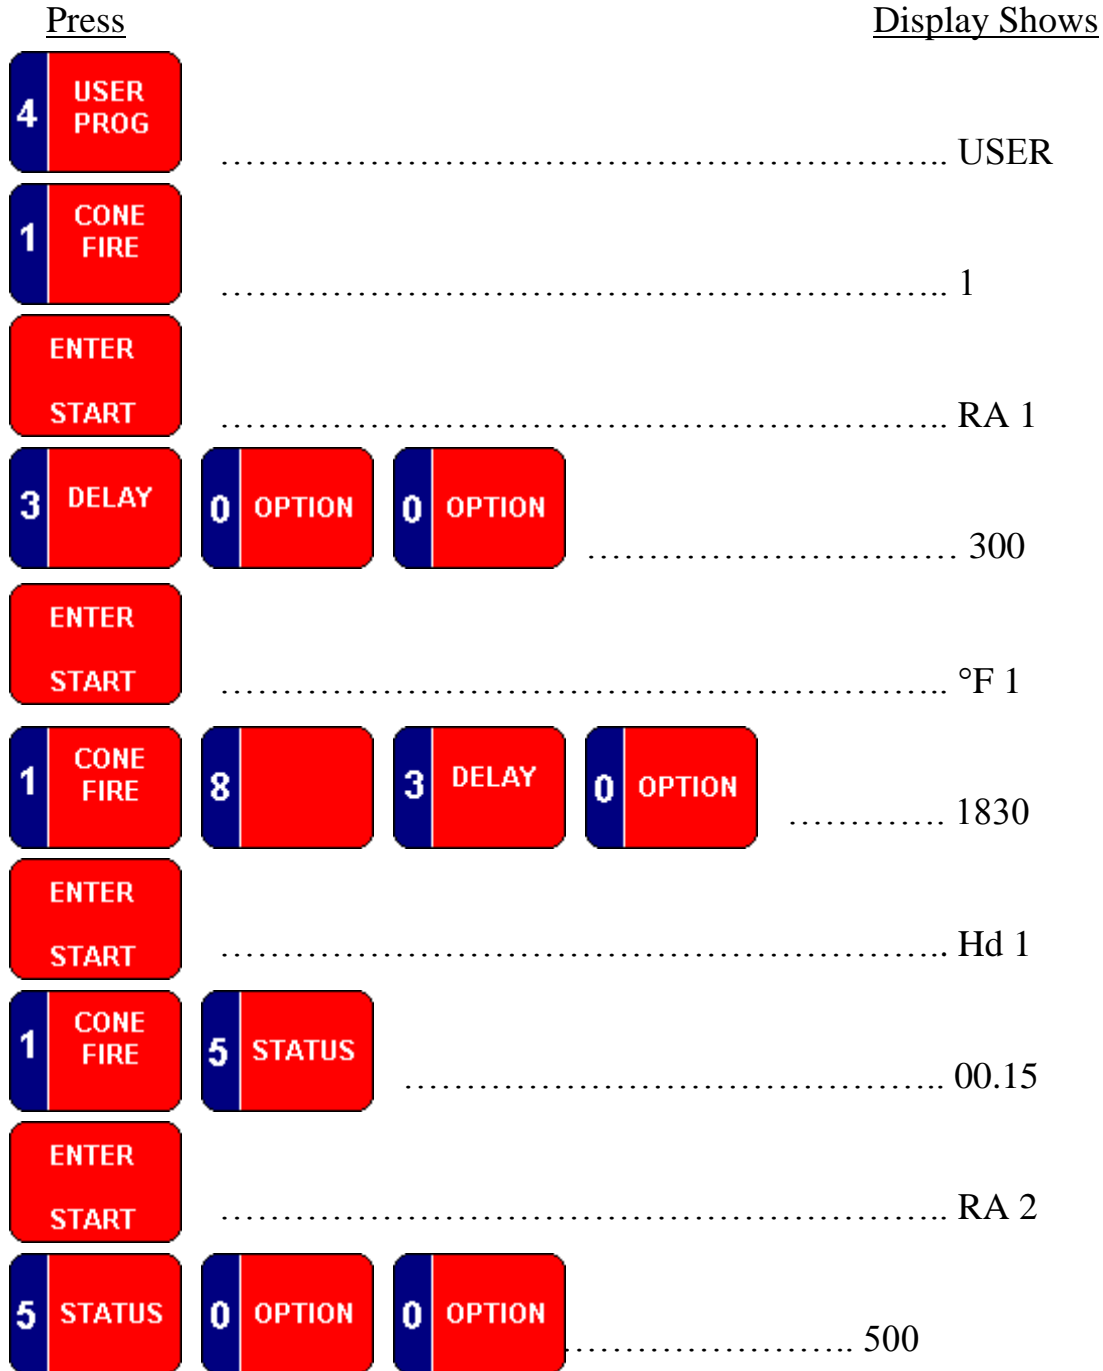 Press Display Shows
4 USER PROG ........................................................... USER
1 CONE FIRE ........................................................... 1
ENTER START ........................................................... RA 1
3 DELAY 0 OPTION 0 OPTION .............................. 300
ENTER START ........................................................... °F 1
1 CONE FIRE 8 3 DELAY 0 OPTION ............. 1830
ENTER START ........................................................... Hd 1
1 CONE FIRE 5 STATUS ............................................ 00.15
ENTER START ........................................................... RA 2
5 STATUS 0 OPTION 0 OPTION ........................ 500